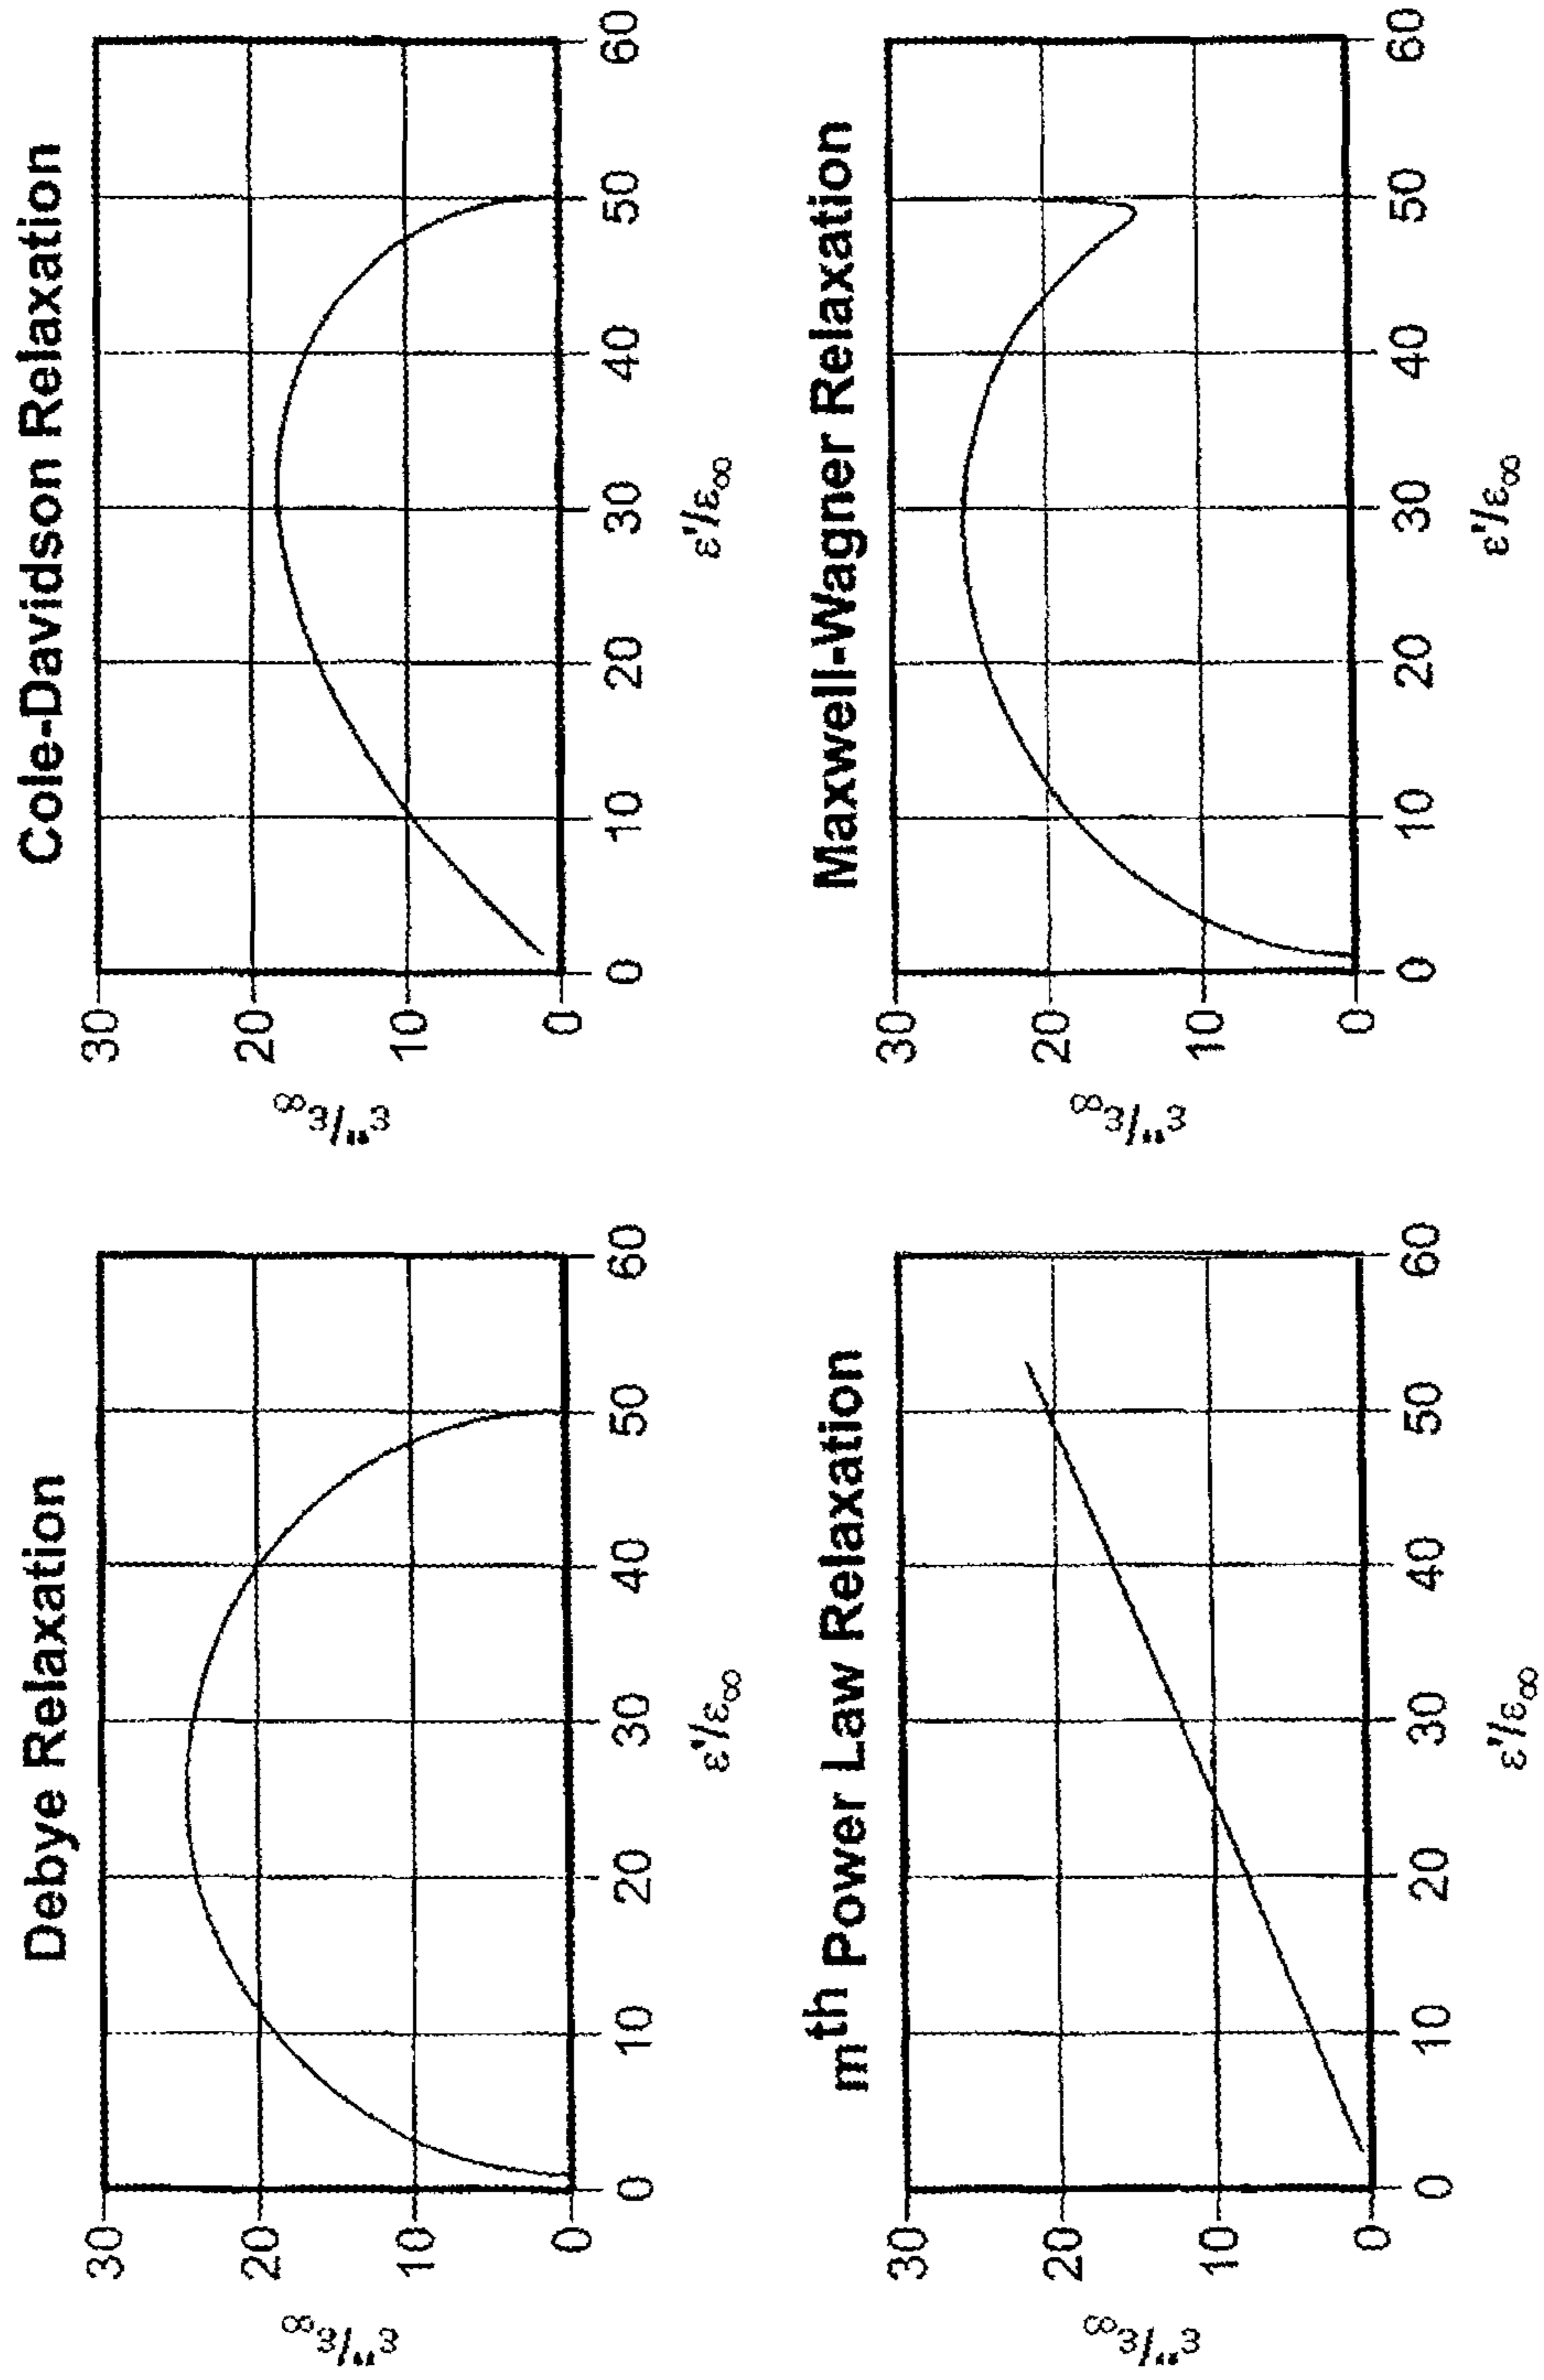 Debye Relaxation
ε"/ε∞
30
20
10
0
0 10 20 30 40 50 60
ε'/ε∞
Cole-Davidson Relaxation
ε"/ε∞
30
20
10
0
0 10 20 30 40 50 60
ε'/ε∞
mth Power Law Relaxation
ε"/ε∞
30
20
10
0
0 10 20 30 40 50 60
ε'/ε∞
Maxwell-Wagner Relaxation
ε"/ε∞
30
20
10
0
0 10 20 30 40 50 60
ε'/ε∞